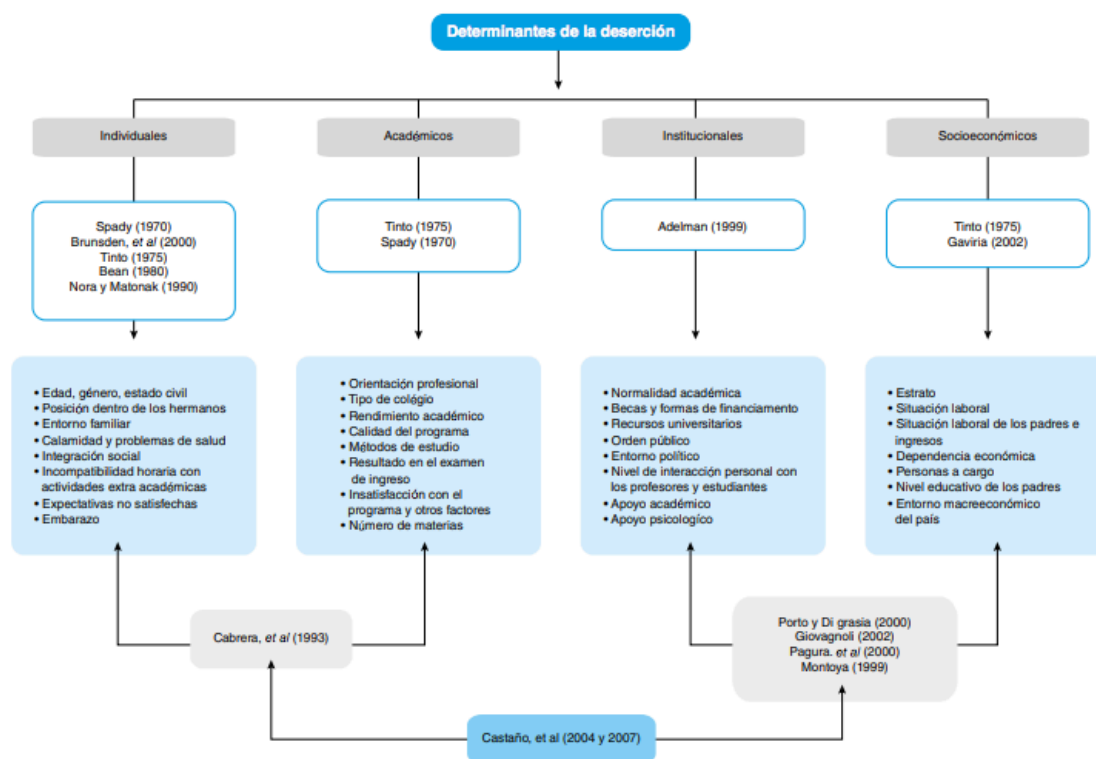 Determinantes de la deserción
Individuales
Académicos
Institucionales
Socioeconómicos
Spady (1970)
Brunsden, et al (2000)
Tinto (1975)
Bean (1980)
Nora y Matonak (1990)
Tinto (1975)
Spady (1970)
Adelman (1999)
Tinto (1975)
Gaviria (2002)
• Edad, género, estado civil
• Posición dentro de los hermanos
• Entorno familiar
• Calamidad y problemas de salud
• Integración social
• Incompatibilidad horaria con
actividades extra académicas
• Expectativas no satisfechas
• Embarazo
• Orientación profesional
• Tipo de colégio
• Rendimiento académico
• Calidad del programa
• Métodos de estudio
• Resultado en el examen
de ingreso
• Insatisfacción con el
programa y otros factores
• Número de materias
• Normalidad académica
• Becas y formas de financiamento
• Recursos universitarios
• Orden público
• Entorno político
• Nivel de interacción personal con
los profesores y estudiantes
• Apoyo académico
• Apoyo psicologíco
• Estrato
• Situación laboral
• Situación laboral de los padres e
ingresos
• Dependencia económica
• Personas a cargo
• Nivel educativo de los padres
• Entorno macreoeconómico
del país
Cabrera, et al (1993)
Porto y Di grasia (2000)
Giovagnoli (2002)
Pagura. et al (2000)
Montoya (1999)
Castaño, et al (2004 y 2007)